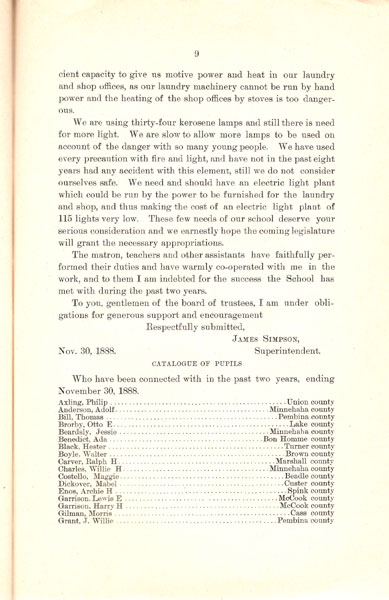 9
cient capacity to give us motive power and heat in our laundry
and shop offices, as our laundry machinery cannot be run by hand
power and the heating of the shop offices by stoves is too danger-
ous.
We are using thirty-four kerosene lamps and still there is need
for more light. We are slow to allow more lamps to be used on
account of the danger with so many young people. We have used
every precaution with fire and light, and have not in the past eight
years had any accident with this element, still we do not consider
ourselves safe. We need and should have an electric light plant
which could be run by the power to be furnished for the laundry
and shop, and thus making the cost of an electric light plant of
115 lights very low. These few needs of our school deserve your
serious consideration and we earnestly hope the coming legislature
will grant the necessary appropriations.
The matron, teachers and other assistants have faithfully per-
formed their duties and have warmly co-operated with me in the
work, and to them I am indebted for the success the School has
met with during the past two years.
To you, gentlemen of the board of trustees, I am under obli-
gations for generous support and encouragement
Respectfully submitted,
JAMES SIMPSON,
Nov. 30, 1888. Superintendent.
CATALOGUE OF PUPILS
Who have been connected with in the past two years, ending
November 30, 1888.
Axling, Philip Union county
Anderson, Adolf Minnehaha county
Bill, Thomas Pembina county
Brorby, Otto E Lake county
Beardsly, Jessie Minnehaha county
Benedict, Ada Bon Homme county
Black, Hester Turner county
Boyle, Walter Brown county
Carver, Ralph H Marshall county
Charles, Willie H Minnehaha county
Costello, Maggie Beadle county
Dickover, Mabel Custer county
Enos, Archie H Spink county
Garrison, Lewis E McCook county
Garrison, Harry H McCook county
Gilman, Morris Cass county
Grant, J. Willie Pembina county